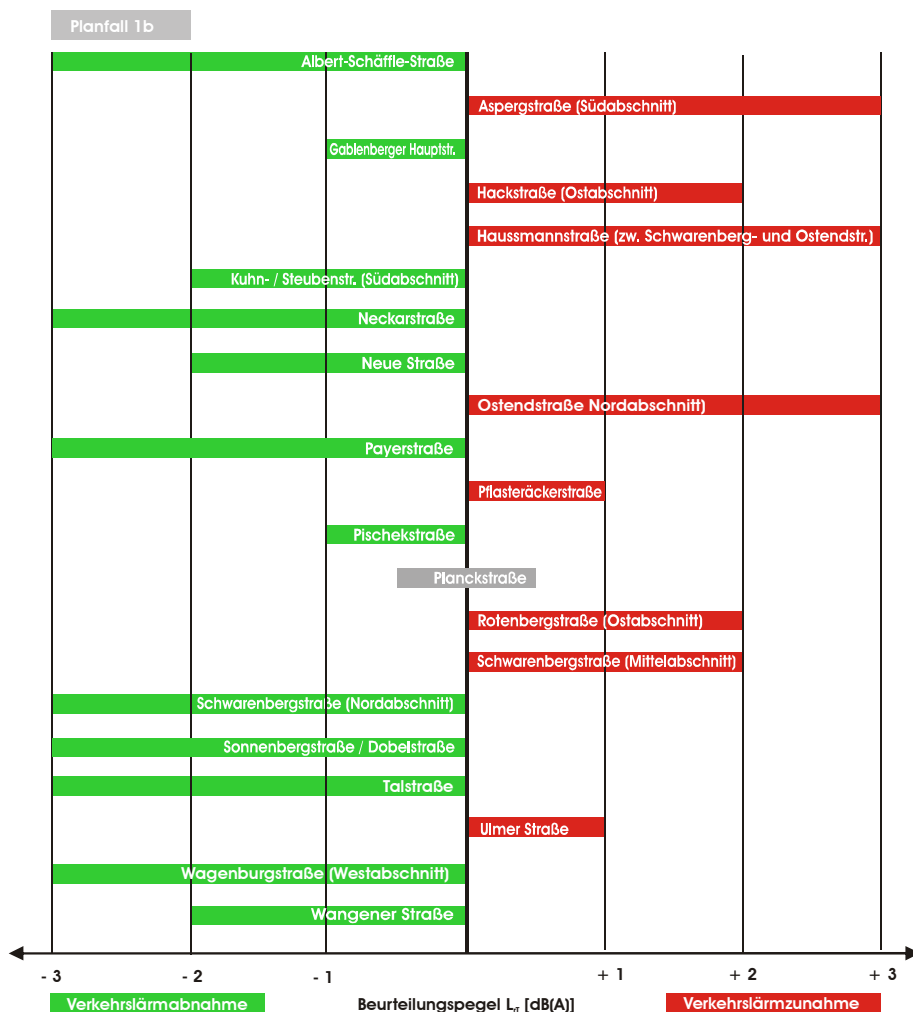 Planfall 1b
Albert-Schäffle-Straße
Aspergstraße (Südabschnitt)
Gablenberger Hauptstr.
Hackstraße (Ostabschnitt)
Haussmannstraße (zw. Schwarenberg- und Ostendstr.)
Kuhn- / Steubenstr. (Südabschnitt)
Neckarstraße
Neue Straße
Ostendstraße Nordabschnitt)
Payerstraße
Pflasteräckerstraße
Pischekstraße
Planckstraße
Rotenbergstraße (Ostabschnitt)
Schwarenbergstraße (Mittelabschnitt)
Schwarenbergstraße (Nordabschnitt)
Sonnenbergstraße / Dobelstraße
Talstraße
Ulmer Straße
Wagenburgstraße (Westabschnitt)
Wangener Straße
- 3 - 2 - 1 + 1 + 2 + 3
Verkehrslärmabnahme Beurteilungspegel L,rT [dB(A)] Verkehrslärmzunahme